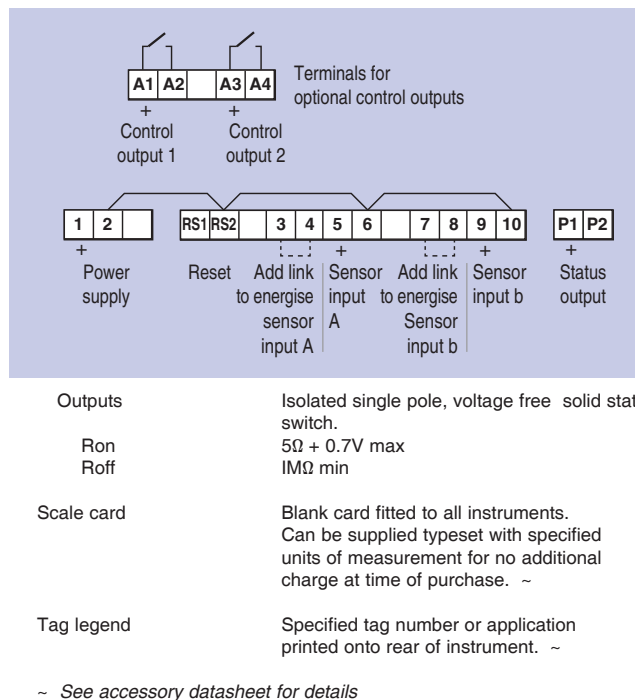 A1 A2 A3 A4
Terminals for
optional control outputs
+ +
Control Control
output 1 output 2
1 2 RS1 RS2 3 4 5 6 7 8 9 10 P1 P2
+ + + +
Power Reset Add link Sensor Add link Sensor Status
supply to energise input to energise input b output
sensor A Sensor
input A input b
Outputs Isolated single pole, voltage free solid stat
switch.
Ron 5Ω + 0.7V max
Roff IMΩ min
Scale card Blank card fitted to all instruments.
Can be supplied typeset with specified
units of measurement for no additional
charge at time of purchase. ~
Tag legend Specified tag number or application
printed onto rear of instrument. ~
~ See accessory datasheet for details